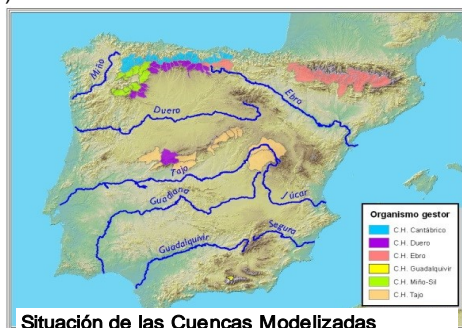 )
Miño
Ebro
Duero
Tajo
Guadiana
Júcar
Guadalquivir
Segura
Organismo gestor
C.H. Cantábrico
C.H. Duero
C.H. Ebro
C.H. Guadalquivir
C.H. Miño-Sil
C.H. Tajo
Situación de las Cuencas Modelizadas